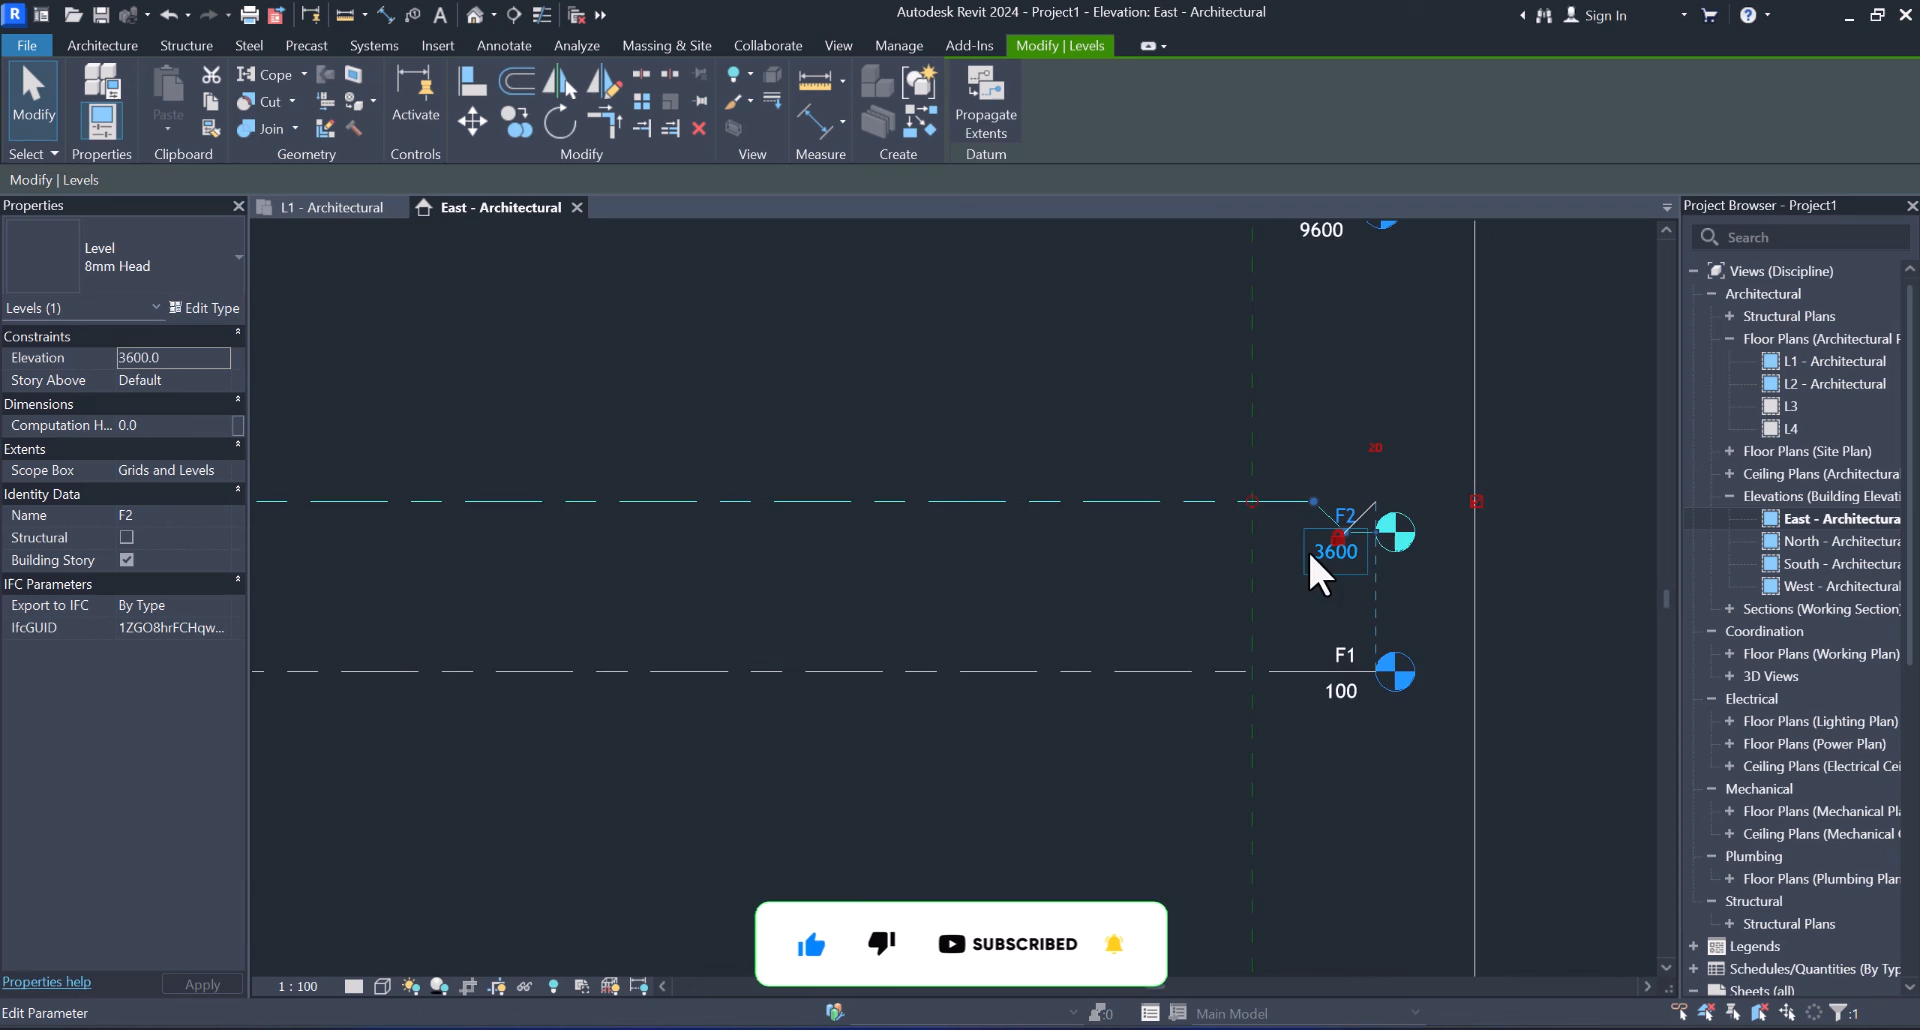 Autodesk Revit 2024 - Project1 - Elevation: East - Architectural
Sign In
File Architecture Structure Steel Precast Systems Insert Annotate Analyze Massing & Site Collaborate View Manage Add-Ins Modify | Levels
Modify
Paste
Cope
Cut
Join
Activate
Propagate
Extents
Select Properties Clipboard Geometry Controls Modify View Measure Create Datum
Modify | Levels
Properties
L1 - Architectural
East - Architectural
Project Browser - Project1
Level
8mm Head
Levels (1)
Edit Type
Constraints
Elevation 3600.0
Story Above Default
Dimensions
Computation H... 0.0
Extents
Scope Box Grids and Levels
Identity Data
Name F2
Structural
Building Story
IFC Parameters
Export to IFC By Type
IfcGUID 1ZGO8hrFCHqw...
Properties help
Apply
9600
2D
F2
3600
F1
100
SUBSCRIBED
Search
Views (Discipline)
Architectural
Structural Plans
Floor Plans (Architectural F
L1 - Architectural
L2 - Architectural
L3
L4
Floor Plans (Site Plan)
Ceiling Plans (Architectura
Elevations (Building Elevati
East - Architectura
North - Architectura
South - Architectura
West - Architectura
Sections (Working Section)
Coordination
Floor Plans (Working Plan)
3D Views
Electrical
Floor Plans (Lighting Plan)
Floor Plans (Power Plan)
Ceiling Plans (Electrical Cei
Mechanical
Floor Plans (Mechanical Pla
Ceiling Plans (Mechanical (
Plumbing
Floor Plans (Plumbing Plan
Structural
Structural Plans
Legends
Schedules/Quantities (By Typ
Sheets (all)
1 : 100
Edit Parameter
:0
Main Model
:1